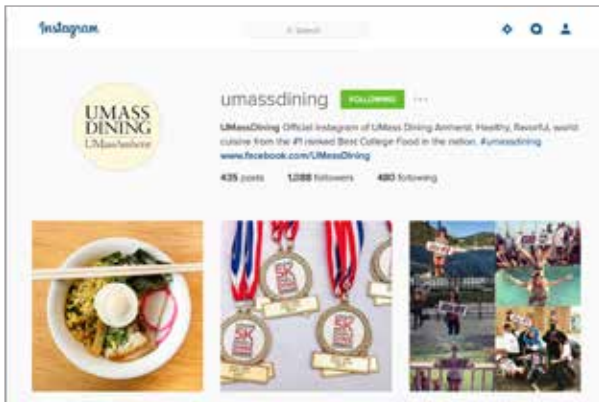 Instagram
Search
UMASS
DINING
UMassAmherst
umassdining FOLLOWING ...
UMassDining Official Instagram of UMass Dining Amherst. Healthy, flavorful, world
cuisine from the #1 ranked Best College Food in the nation. #umassdining
www.facebook.com/UMassDining
435 posts 1,088 followers 480 following
5K
5K
5K